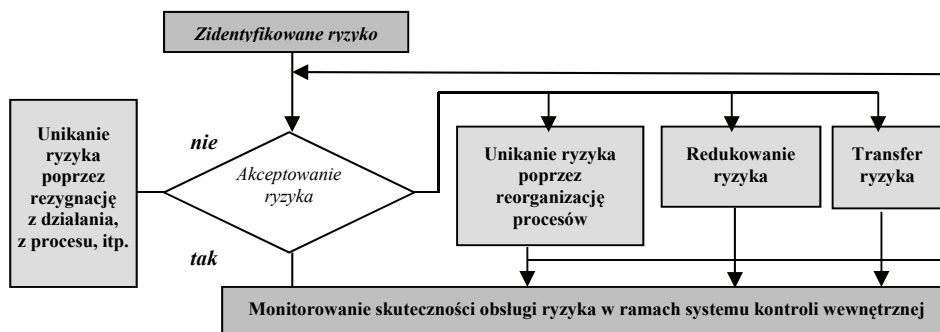 Zidentyfikowane ryzyko
Unikanie
ryzyka
poprzez
rezygnację
z działania,
z procesu, itp.
nie
Akceptowanie
ryzyka
tak
Unikanie ryzyka
poprzez
reorganizację
procesów
Redukowanie
ryzyka
Transfer
ryzyka
Monitorowanie skuteczności obsługi ryzyka w ramach systemu kontroli wewnętrznej